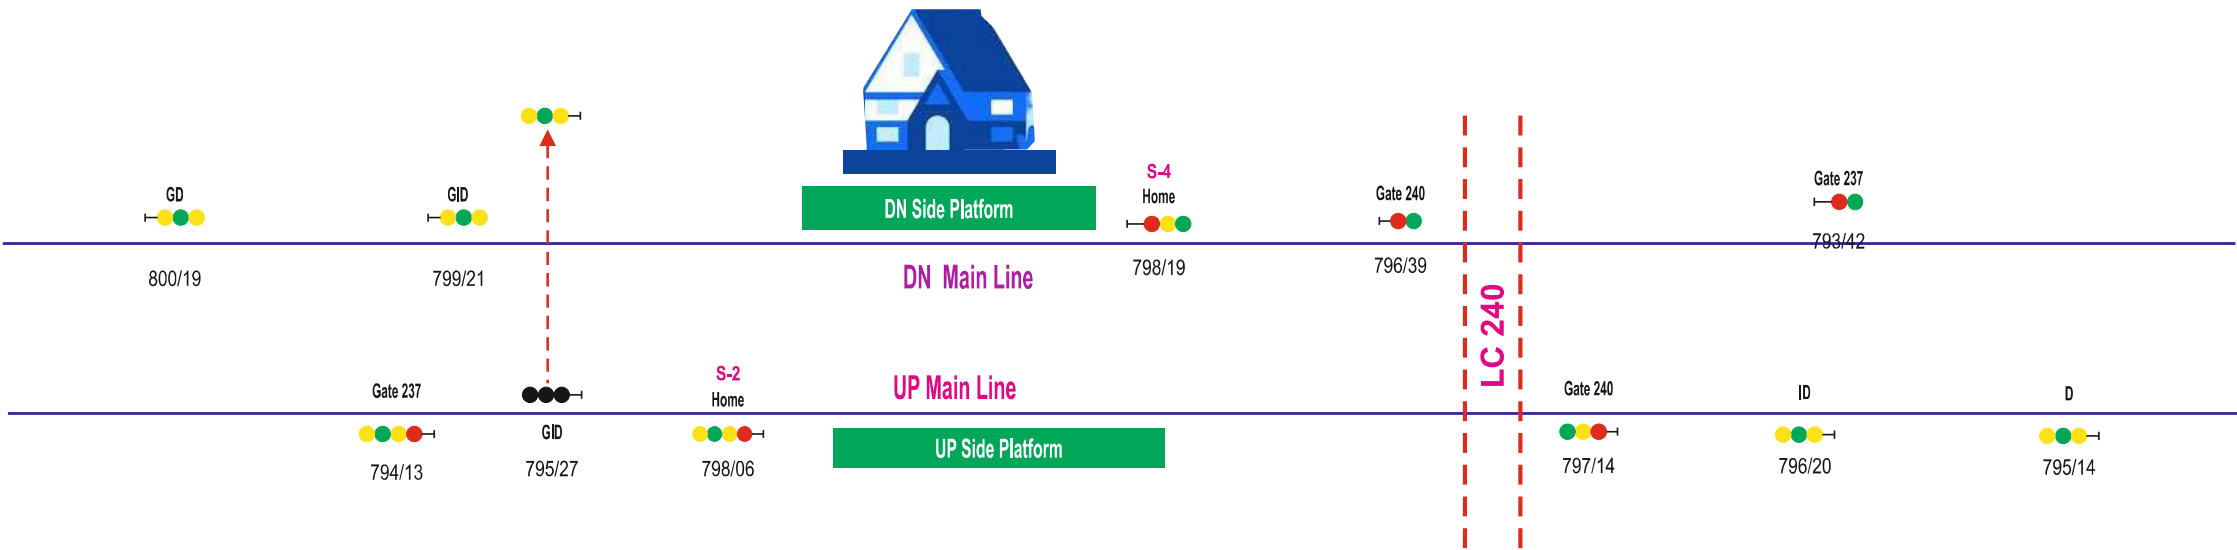 S-4
GD
GID
Home
Gate 240
Gate 237
DN Side Platform
800/19
799/21
DN Main Line
798/19
796/39
793/42
LC 240
Gate 237
GID
S-2
Home
UP Main Line
Gate 240
ID
D
UP Side Platform
794/13
795/27
798/06
797/14
796/20
795/14